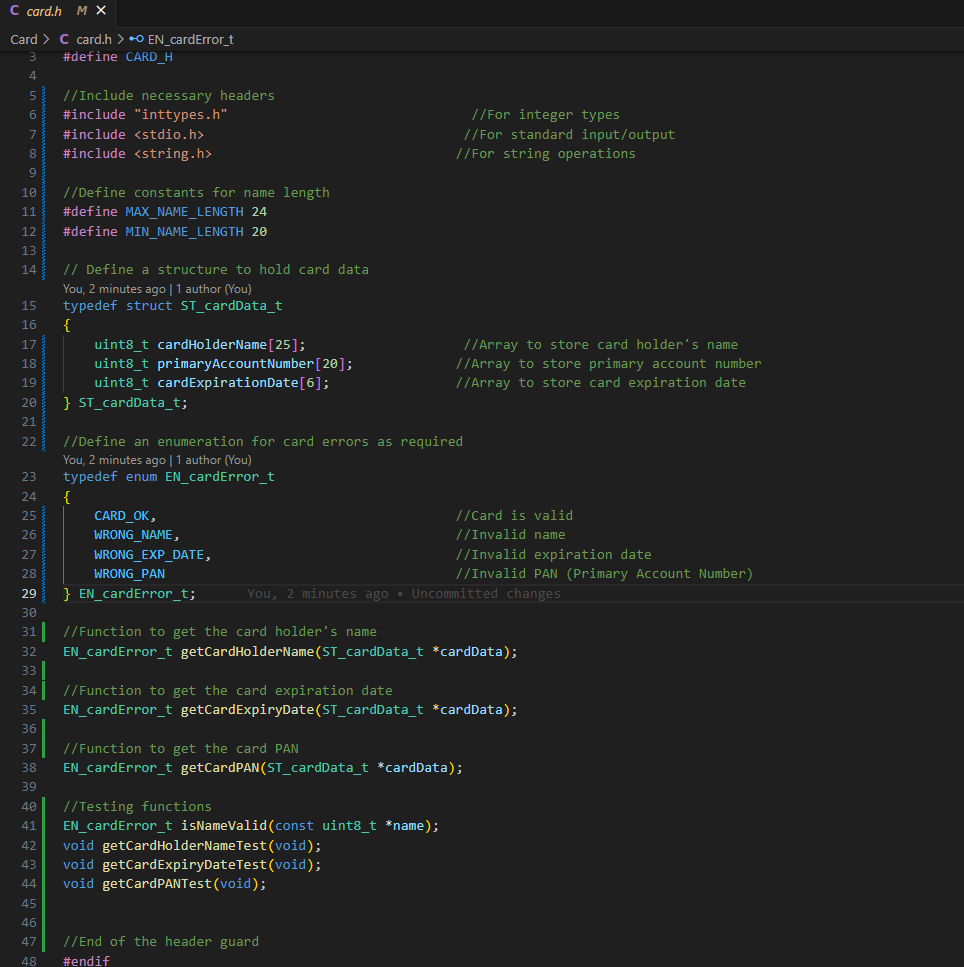 C card.h M ×
Card > C card.h > EN_cardError_t
3 #define CARD_H
4
5 //Include necessary headers
6 #include "inttypes.h" //For integer types
7 #include <stdio.h> //For standard input/output
8 #include <string.h> //For string operations
9
10 //Define constants for name length
11 #define MAX_NAME_LENGTH 24
12 #define MIN_NAME_LENGTH 20
13
14 // Define a structure to hold card data
You, 2 minutes ago | 1 author (You)
15 typedef struct ST_cardData_t
16 {
17     uint8_t cardHolderName[25]; //Array to store card holder's name
18     uint8_t primaryAccountNumber[20]; //Array to store primary account number
19     uint8_t cardExpirationDate[6]; //Array to store card expiration date
20 } ST_cardData_t;
21
22 //Define an enumeration for card errors as required
You, 2 minutes ago | 1 author (You)
23 typedef enum EN_cardError_t
24 {
25     CARD_OK, //Card is valid
26     WRONG_NAME, //Invalid name
27     WRONG_EXP_DATE, //Invalid expiration date
28     WRONG_PAN //Invalid PAN (Primary Account Number)
29 } EN_cardError_t; You, 2 minutes ago • Uncommitted changes
30
31 //Function to get the card holder's name
32 EN_cardError_t getCardHolderName(ST_cardData_t *cardData);
33
34 //Function to get the card expiration date
35 EN_cardError_t getCardExpiryDate(ST_cardData_t *cardData);
36
37 //Function to get the card PAN
38 EN_cardError_t getCardPAN(ST_cardData_t *cardData);
39
40 //Testing functions
41 EN_cardError_t isNameValid(const uint8_t *name);
42 void getCardHolderNameTest(void);
43 void getCardExpiryDateTest(void);
44 void getCardPANTest(void);
45
46
47 //End of the header guard
48 #endif